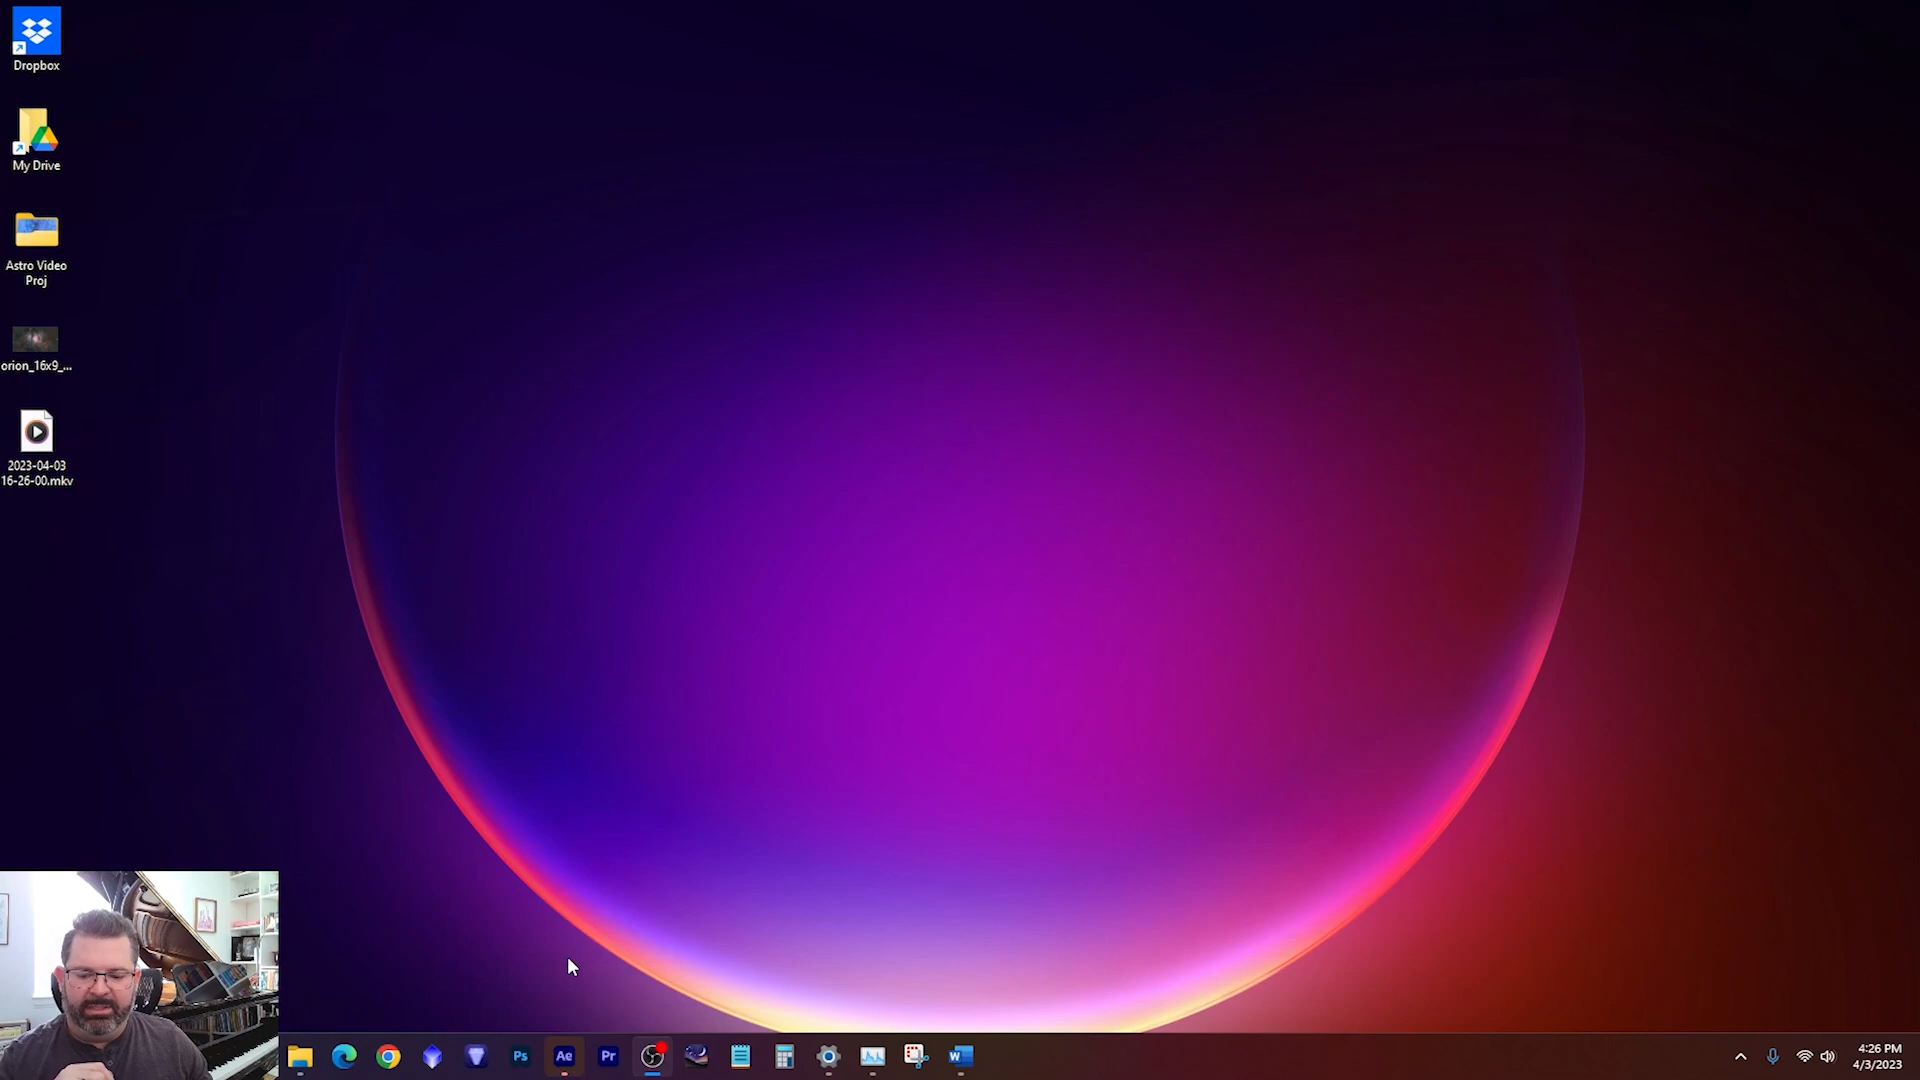 Dropbox
My Drive
Astro Video
Proj
orion_16x9_...
2023-04-03
16-26-00.mkv
Ps
Ae
Pr
W
4:26 PM
4/3/2023